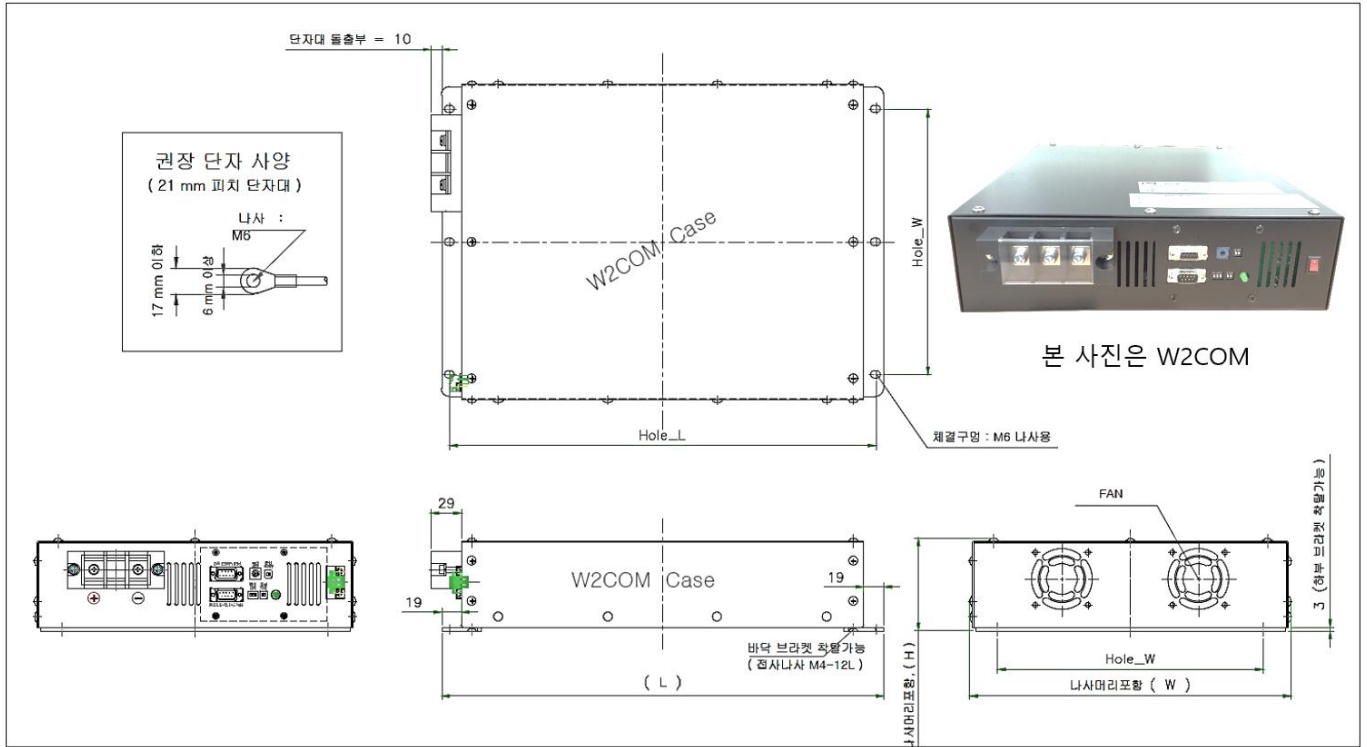 단자대 돌출부 = 10
권장 단자 사양
( 21 mm 피치 단자대 )
나사 :
M6
17 mm 이하
6 mm 이상
W2COM Case
Hole_W
Hole_L
체결구멍 : M6 나사용
본 사진은 W2COM
29
19
W2COM Case
19
바닥 브라켓 착탈가능
( 접시나사 M4-12L )
( L )
나사머리포함, ( H )
FAN
3 ( 하부 브라켓 착탈가능 )
Hole_W
나사머리포함 ( W )
+
−